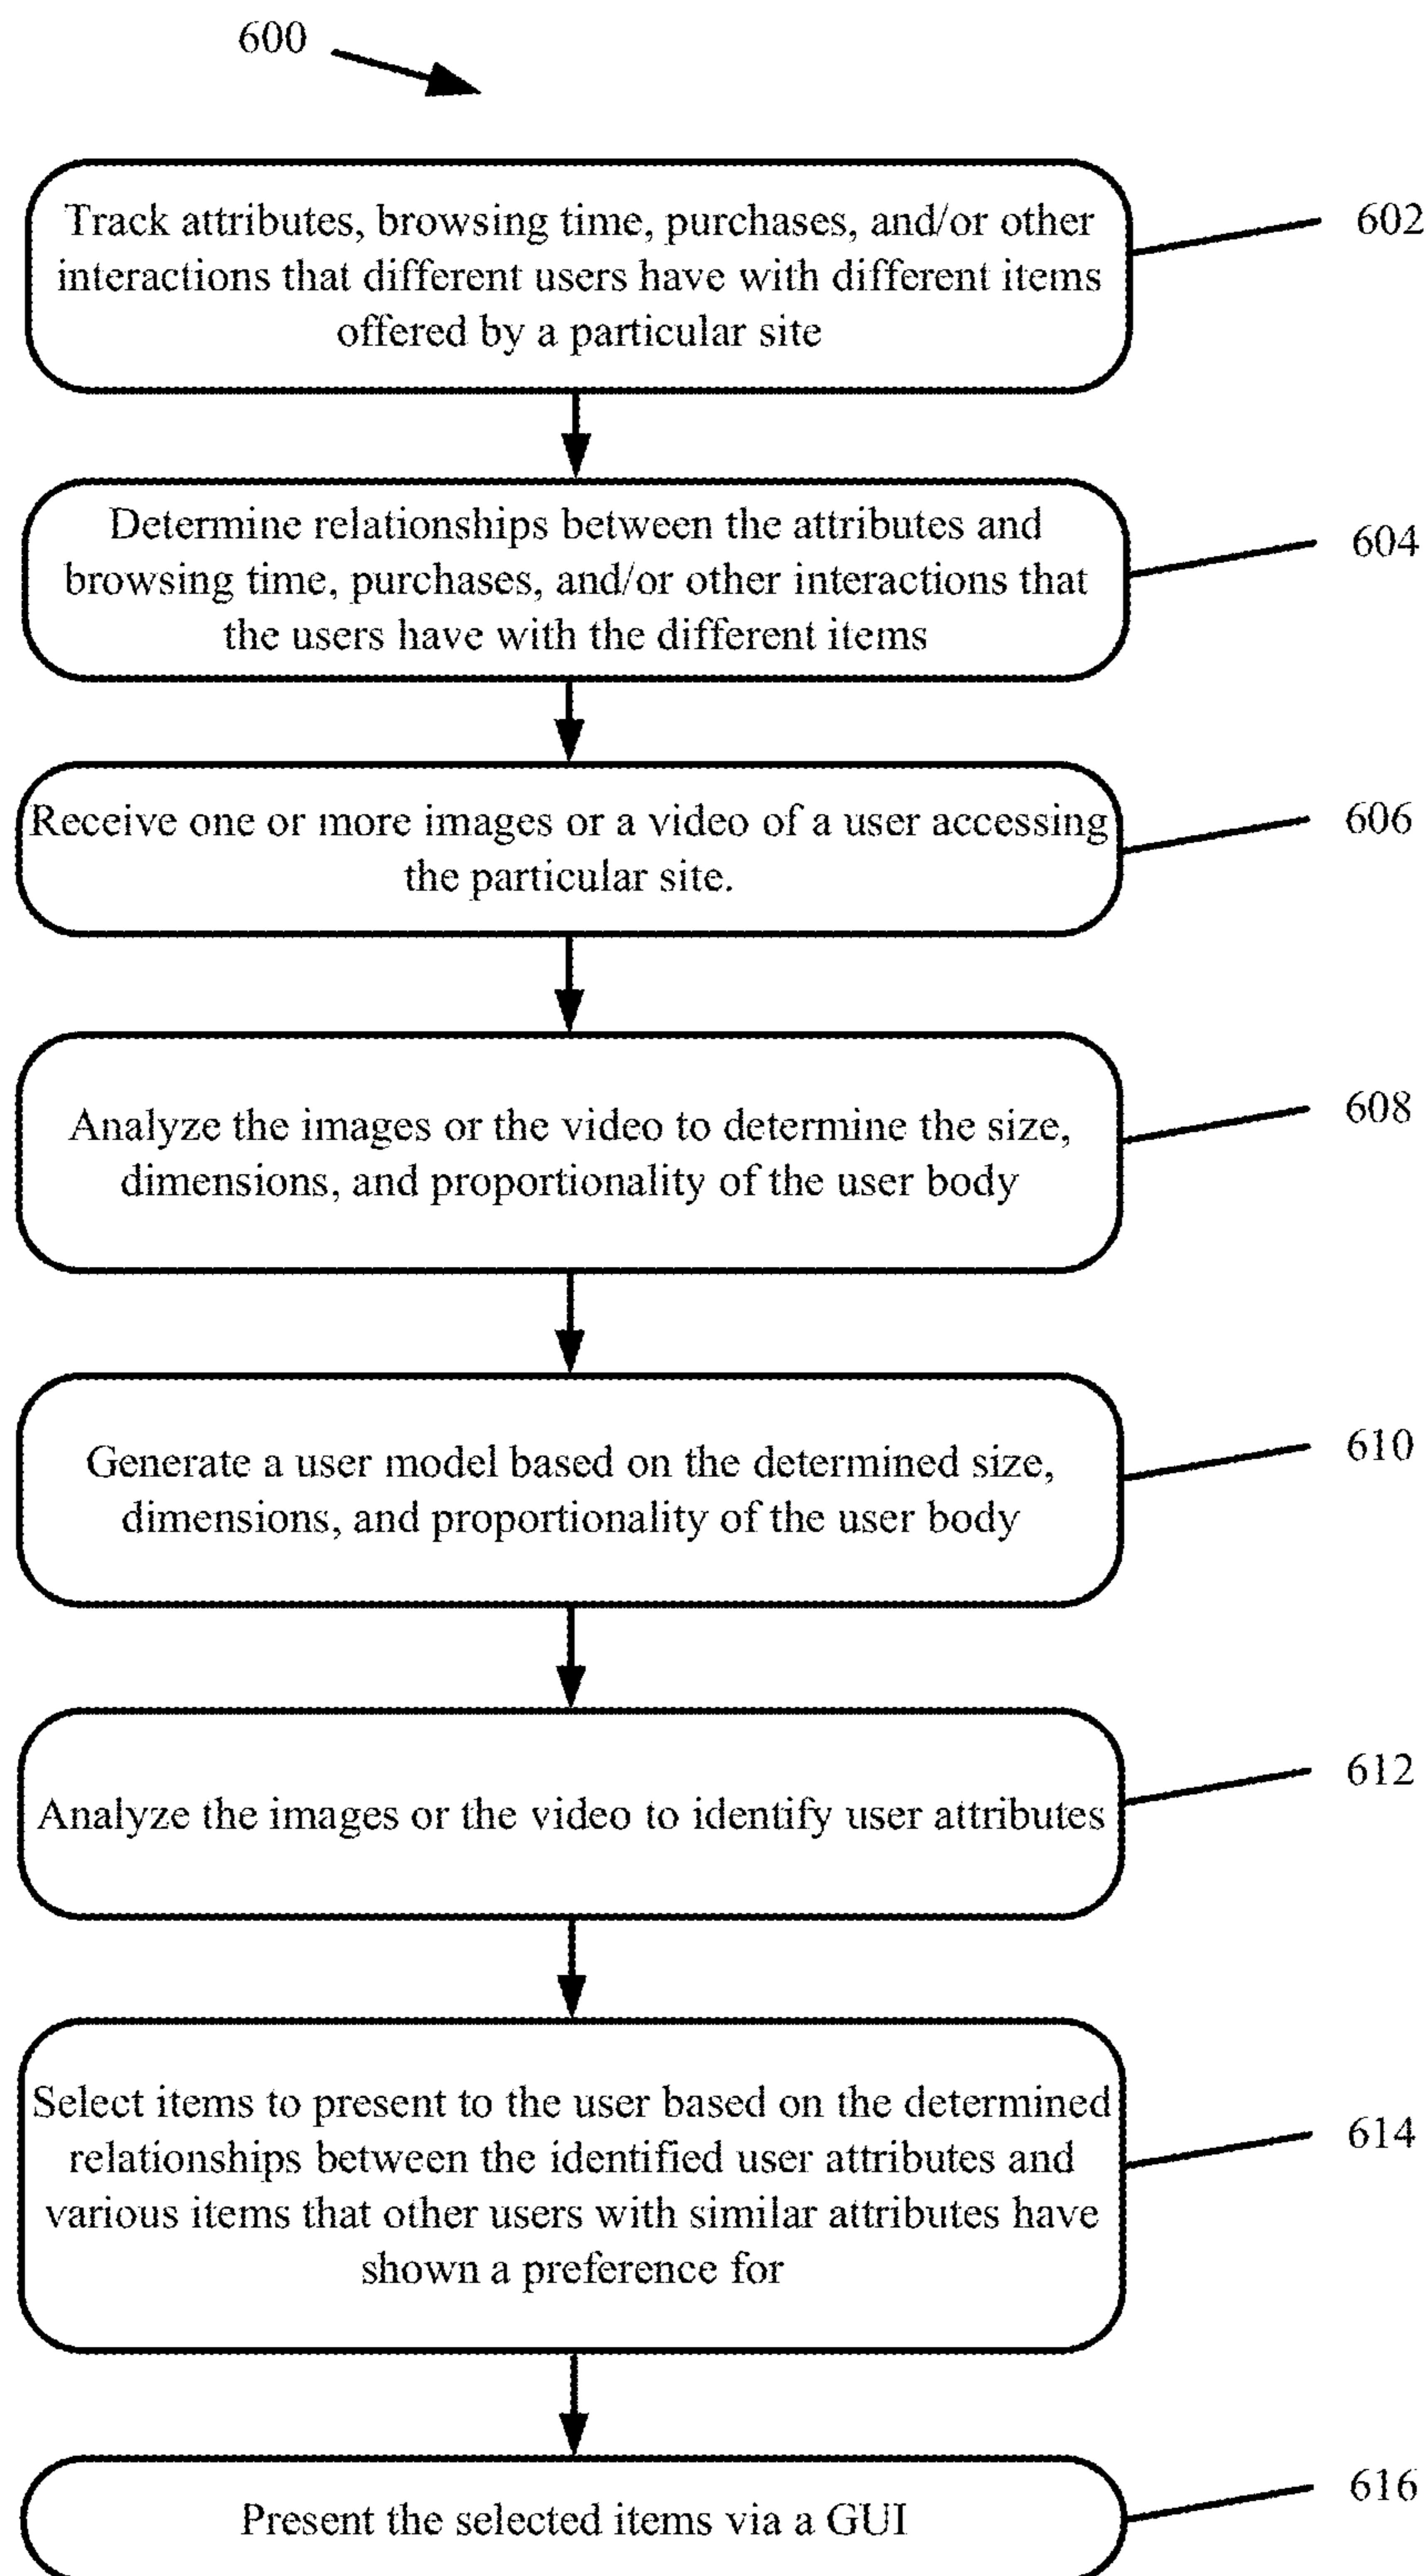 600
Track attributes, browsing time, purchases, and/or other
interactions that different users have with different items
offered by a particular site
602
Determine relationships between the attributes and
browsing time, purchases, and/or other interactions that
the users have with the different items
604
Receive one or more images or a video of a user accessing
the particular site.
606
Analyze the images or the video to determine the size,
dimensions, and proportionality of the user body
608
Generate a user model based on the determined size,
dimensions, and proportionality of the user body
610
Analyze the images or the video to identify user attributes
612
Select items to present to the user based on the determined
relationships between the identified user attributes and
various items that other users with similar attributes have
shown a preference for
614
Present the selected items via a GUI
616